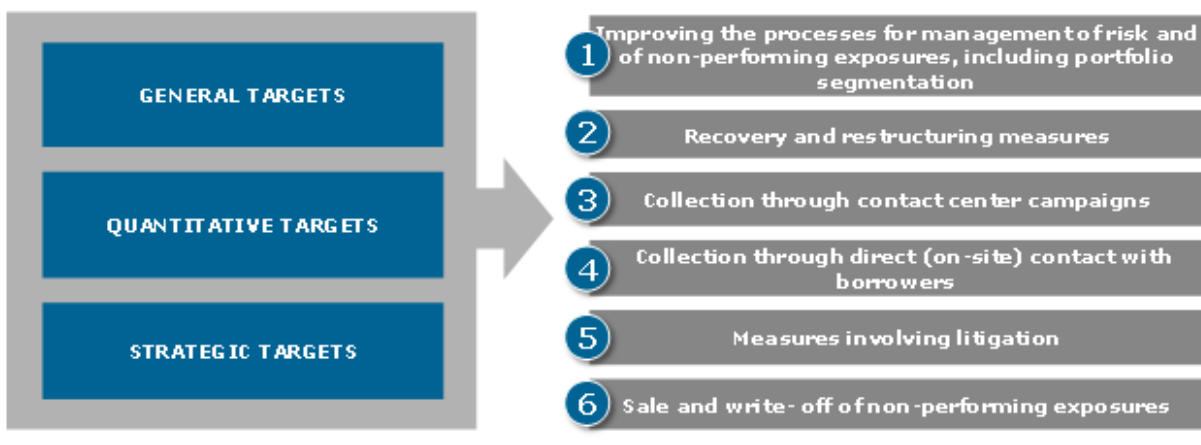 GENERAL TARGETS
QUANTITATIVE TARGETS
STRATEGIC TARGETS
1
Improving the processes for management of risk and
of non-performing exposures, including portfolio
segmentation
2
Recovery and restructuring measures
3
Collection through contact center campaigns
4
Collection through direct (on-site) contact with
borrowers
5
Measures involving litigation
6
Sale and write- off of non-performing exposures